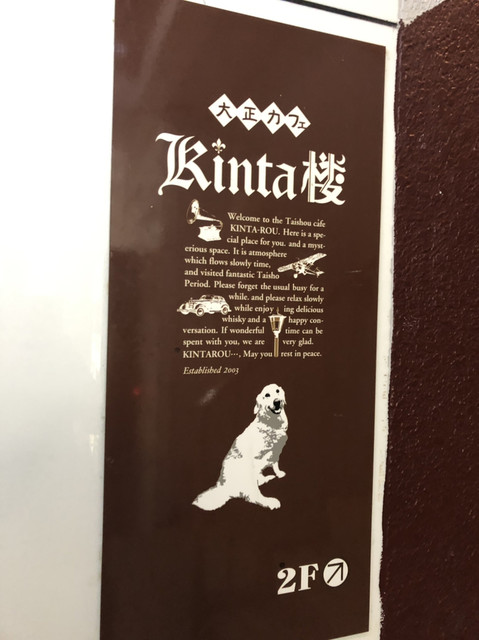 大正カフェ
Kinta楼
Welcome to the Taishou cafe
KINTA-ROU. Here is a spe-
cial place for you. and a myst-
erious space. It is atmosphere
which flows slowly time,
and visited fantastic Taisho
Period. Please forget the usual busy for a
while. and please relax slowly
while enjoy ing delicious
whisky and a happy con-
versation. If wonderful time can be
spent with you, we are very glad.
KINTAROU…, May you rest in peace.
Established 2003
2F